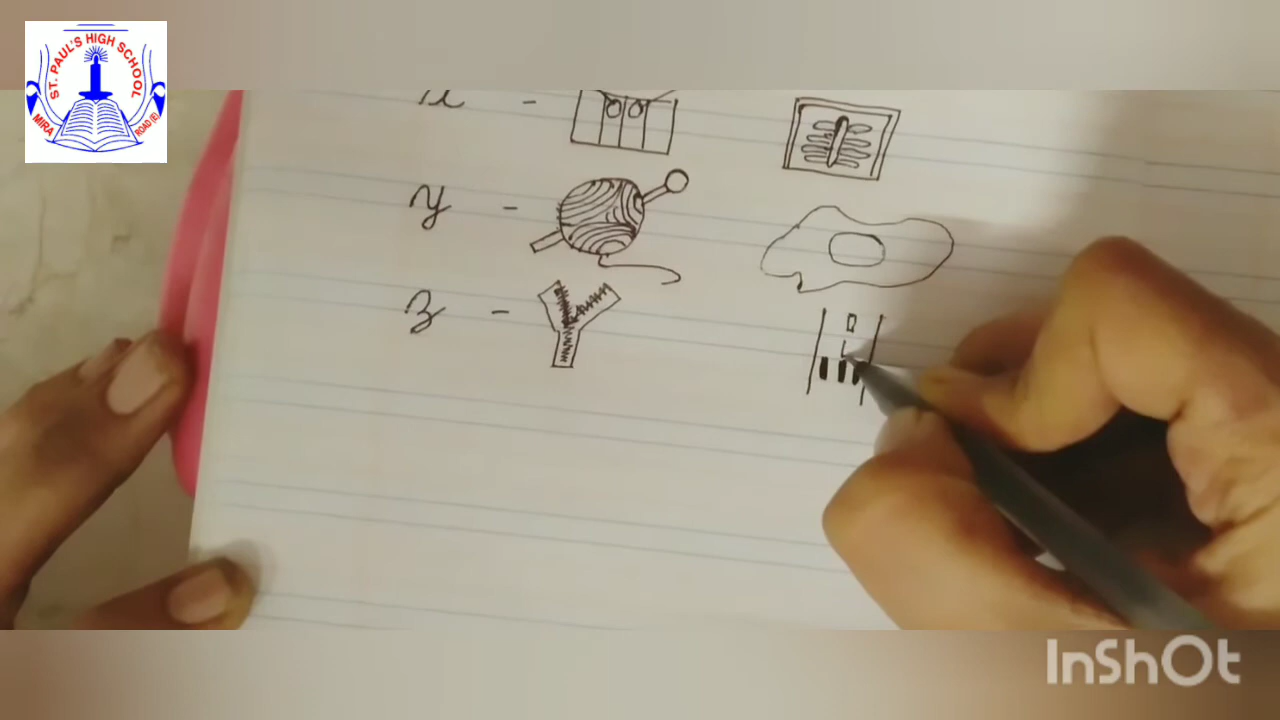 ST. PAUL'S HIGH SCHOOL
MIRA ROAD (E)
x -
y -
z -
InShOt